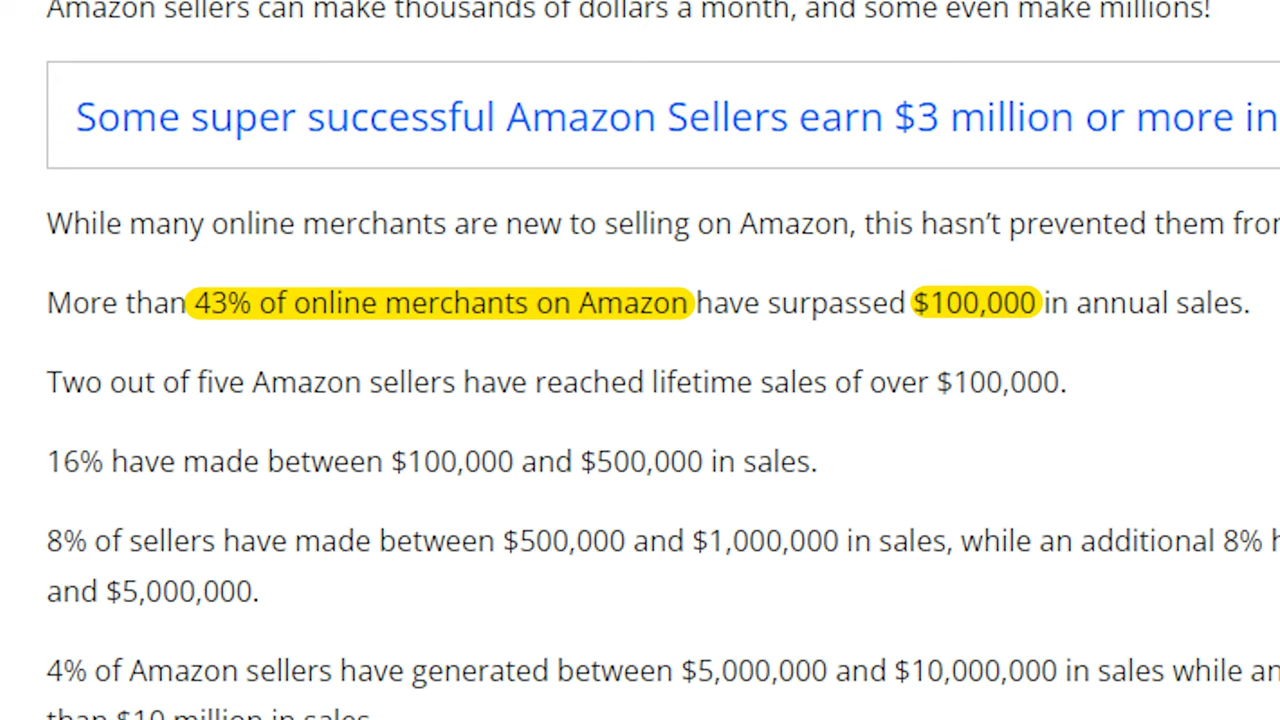 Amazon sellers can make thousands of dollars a month, and some even make millions!
Some super successful Amazon Sellers earn $3 million or more in
While many online merchants are new to selling on Amazon, this hasn’t prevented them from
More than 43% of online merchants on Amazon have surpassed $100,000 in annual sales.
Two out of five Amazon sellers have reached lifetime sales of over $100,000.
16% have made between $100,000 and $500,000 in sales.
8% of sellers have made between $500,000 and $1,000,000 in sales, while an additional 8%
and $5,000,000.
4% of Amazon sellers have generated between $5,000,000 and $10,000,000 in sales while
than $10 million in sales